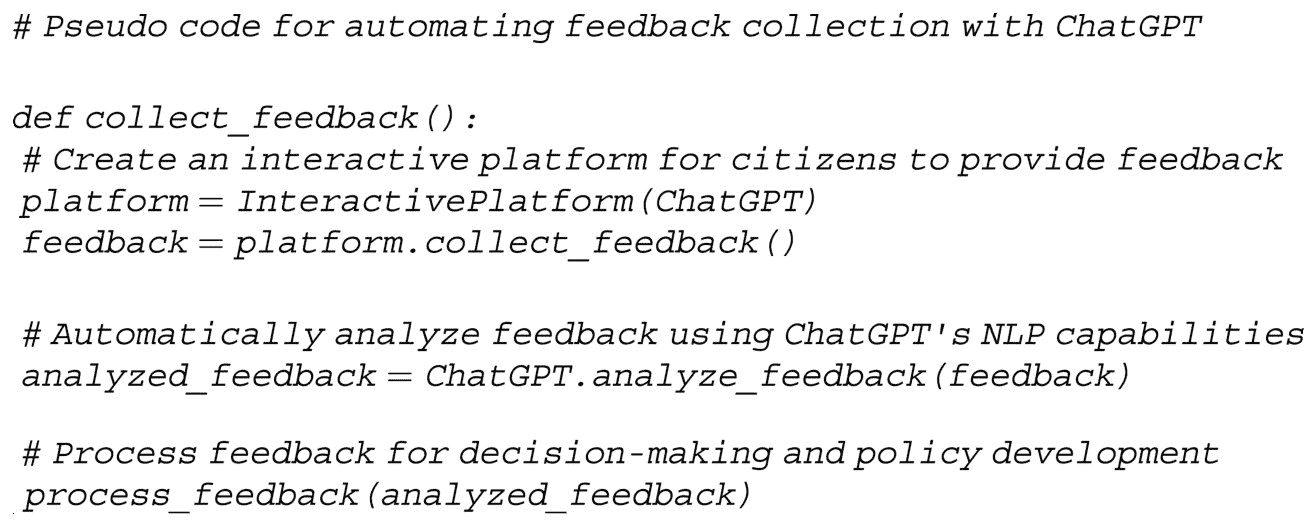 # Pseudo code for automating feedback collection with ChatGPT
def collect_feedback():
# Create an interactive platform for citizens to provide feedback
platform = InteractivePlatform(ChatGPT)
feedback = platform.collect_feedback()
# Automatically analyze feedback using ChatGPT's NLP capabilities
analyzed_feedback = ChatGPT.analyze_feedback(feedback)
# Process feedback for decision-making and policy development
process_feedback(analyzed_feedback)